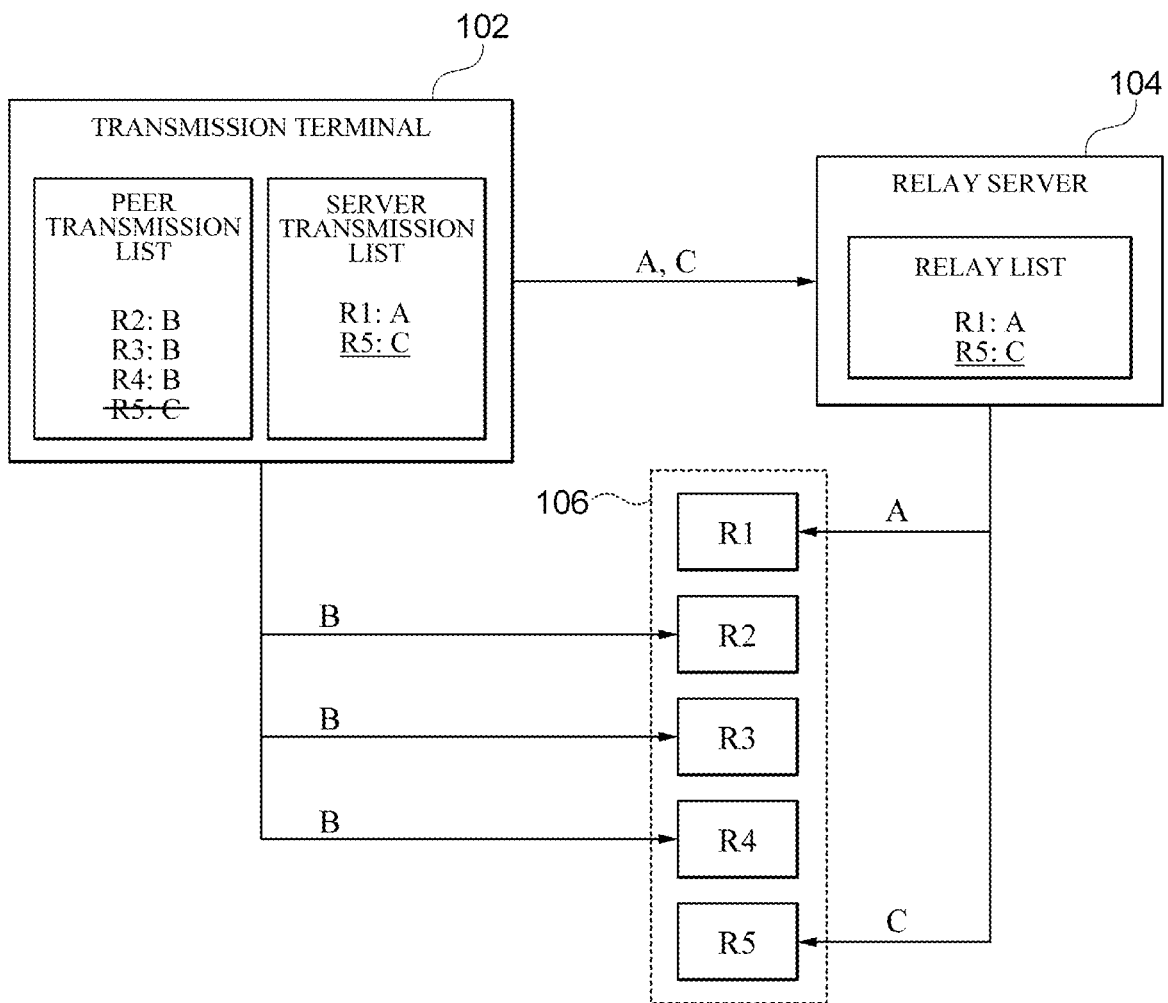 102
TRANSMISSION TERMINAL
PEER
TRANSMISSION
LIST
R2: B
R3: B
R4: B
R5: C
SERVER
TRANSMISSION
LIST
R1: A
R5: C
A, C
104
RELAY SERVER
RELAY LIST
R1: A
R5: C
106
R1
A
B
R2
B
R3
B
R4
R5
C